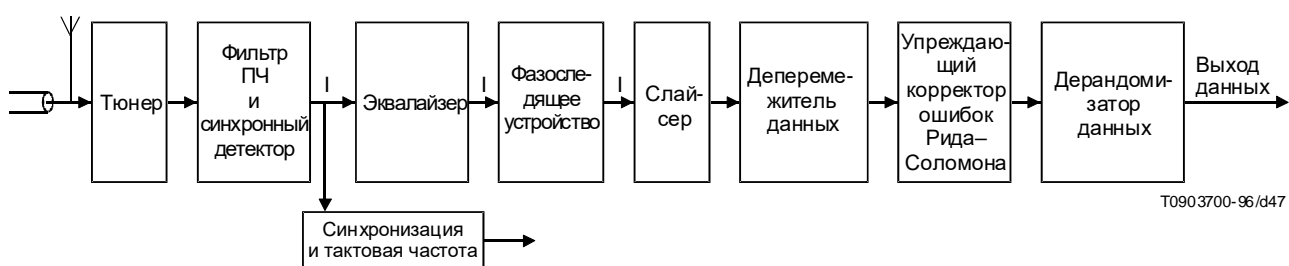 Тюнер
Фильтр
ПЧ
и
синхронный
детектор
I
Эквалайзер
I
Фазосле-
дящее
устройство
I
Слай-
сер
Депереме-
житель
данных
Упреждаю-
щий
корректор
ошибок
Рида–
Соломона
Дерандоми-
затор
данных
Выход
данных
T0903700-96/d47
Синхронизация
и тактовая частота